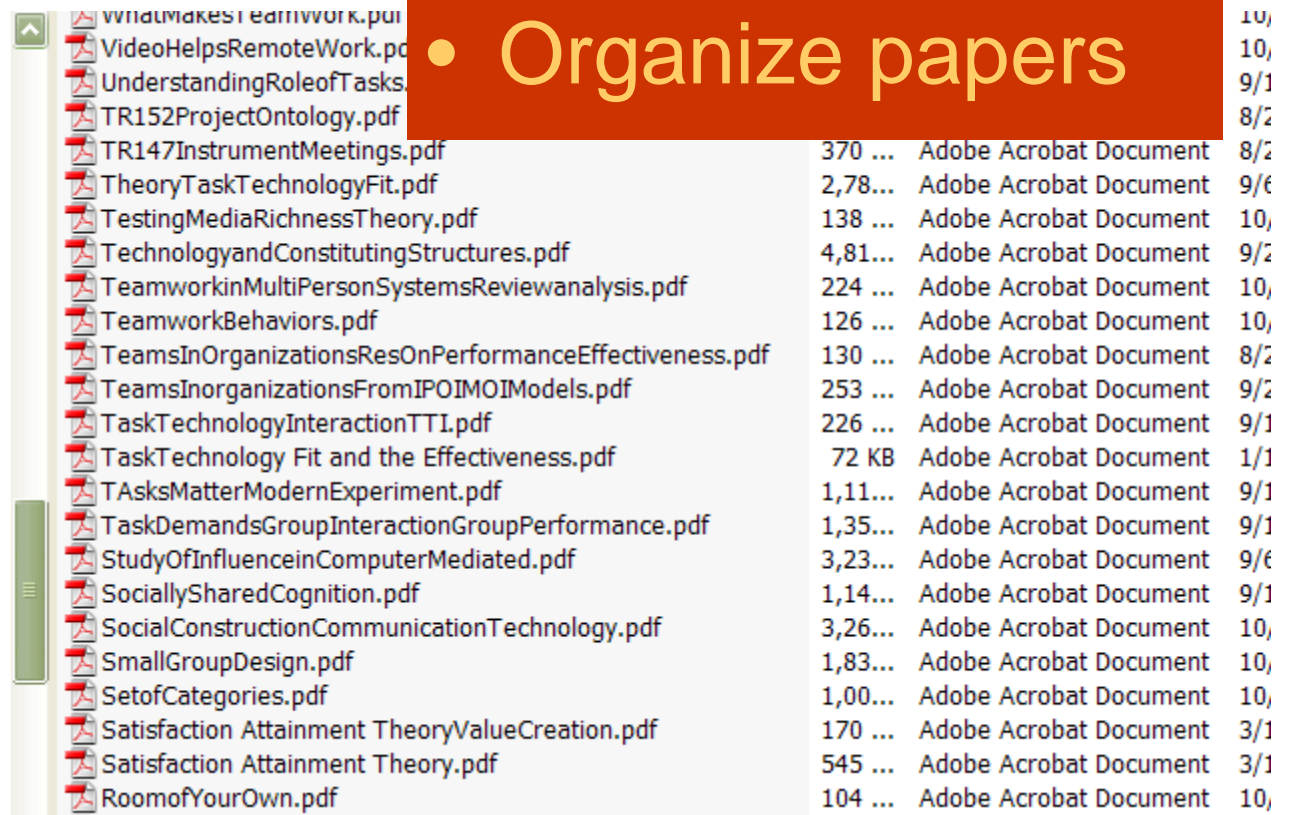 • Organize papers
WhatMakesTeamWork.pdf 10/
VideoHelpsRemoteWork.pd 10/
UnderstandingRoleofTasks. 9/1
TR152ProjectOntology.pdf 8/2
TR147InstrumentMeetings.pdf 370 ... Adobe Acrobat Document 8/2
TheoryTaskTechnologyFit.pdf 2,78... Adobe Acrobat Document 9/6
TestingMediaRichnessTheory.pdf 138 ... Adobe Acrobat Document 10/
TechnologyandConstitutingStructures.pdf 4,81... Adobe Acrobat Document 9/2
TeamworkinMultiPersonSystemsReviewanalysis.pdf 224 ... Adobe Acrobat Document 10/
TeamworkBehaviors.pdf 126 ... Adobe Acrobat Document 10/
TeamsInOrganizationsResOnPerformanceEffectiveness.pdf 130 ... Adobe Acrobat Document 8/2
TeamsInorganizationsFromIPOIMOIModels.pdf 253 ... Adobe Acrobat Document 9/2
TaskTechnologyInteractionTTI.pdf 226 ... Adobe Acrobat Document 9/1
TaskTechnology Fit and the Effectiveness.pdf 72 KB Adobe Acrobat Document 1/1
TAsksMatterModernExperiment.pdf 1,11... Adobe Acrobat Document 9/1
TaskDemandsGroupInteractionGroupPerformance.pdf 1,35... Adobe Acrobat Document 9/1
StudyOfInfluenceinComputerMediated.pdf 3,23... Adobe Acrobat Document 9/6
SociallySharedCognition.pdf 1,14... Adobe Acrobat Document 9/1
SocialConstructionCommunicationTechnology.pdf 3,26... Adobe Acrobat Document 10/
SmallGroupDesign.pdf 1,83... Adobe Acrobat Document 10/
SetofCategories.pdf 1,00... Adobe Acrobat Document 10/
Satisfaction Attainment TheoryValueCreation.pdf 170 ... Adobe Acrobat Document 3/1
Satisfaction Attainment Theory.pdf 545 ... Adobe Acrobat Document 3/1
RoomofYourOwn.pdf 104 ... Adobe Acrobat Document 10/